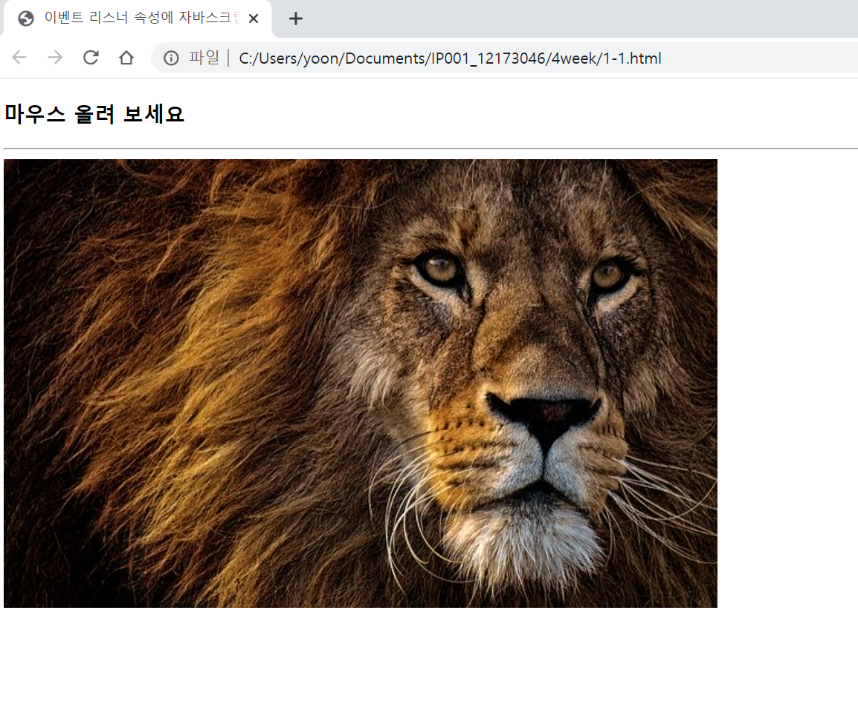 이벤트 리스너 속성에 자바스크
파일 | C:/Users/yoon/Documents/IP001_12173046/4week/1-1.html
마우스 올려 보세요